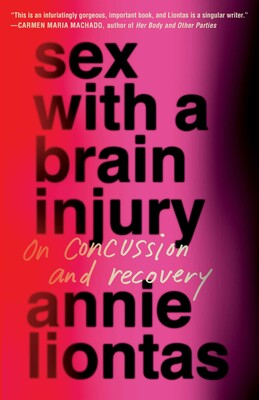 "This is an infuriatingly gorgeous, important book, and Liontas is a singular writer."
—CARMEN MARIA MACHADO, author of Her Body and Other Parties
sex
with a
brain
injury
on concussion
and recovery
annie
liontas